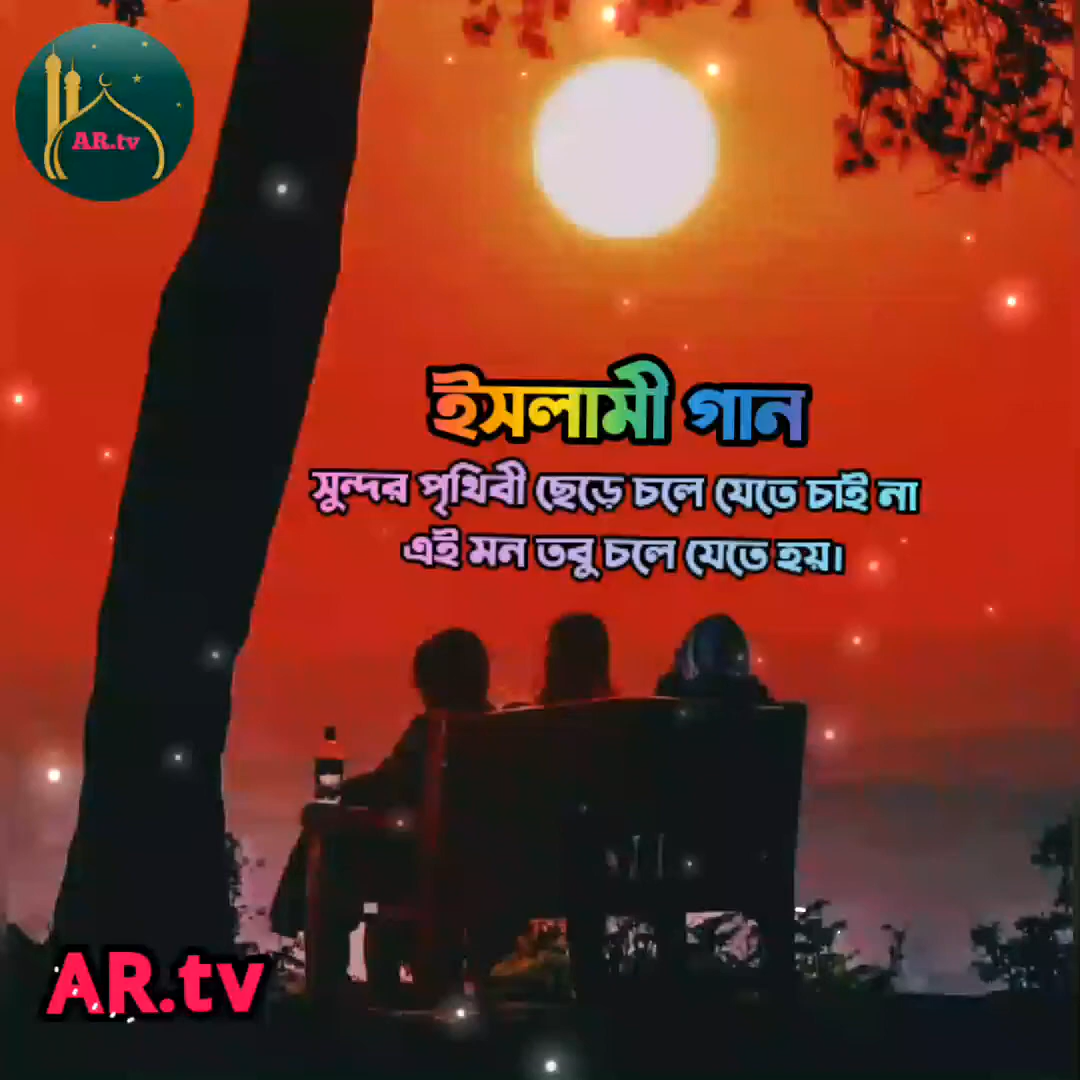 AR.tv
ইসলামী গান
সুন্দর পৃথিবী ছেড়ে চলে যেতে চাই না
এই মন তবু চলে যেতে হয়।
AR.tv